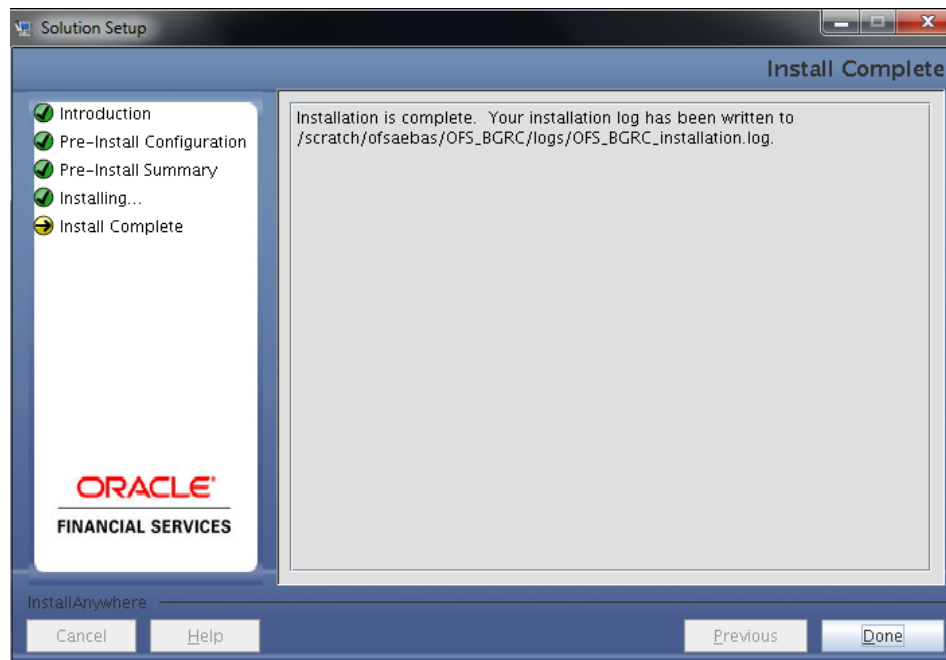 Solution Setup
Install Complete
Introduction
Pre-Install Configuration
Pre-Install Summary
Installing...
Install Complete
Installation is complete. Your installation log has been written to
/scratch/ofsaebas/OFS_BGRC/logs/OFS_BGRC_installation.log.
ORACLE'
FINANCIAL SERVICES
InstallAnywhere
Cancel
Help
Previous
Done